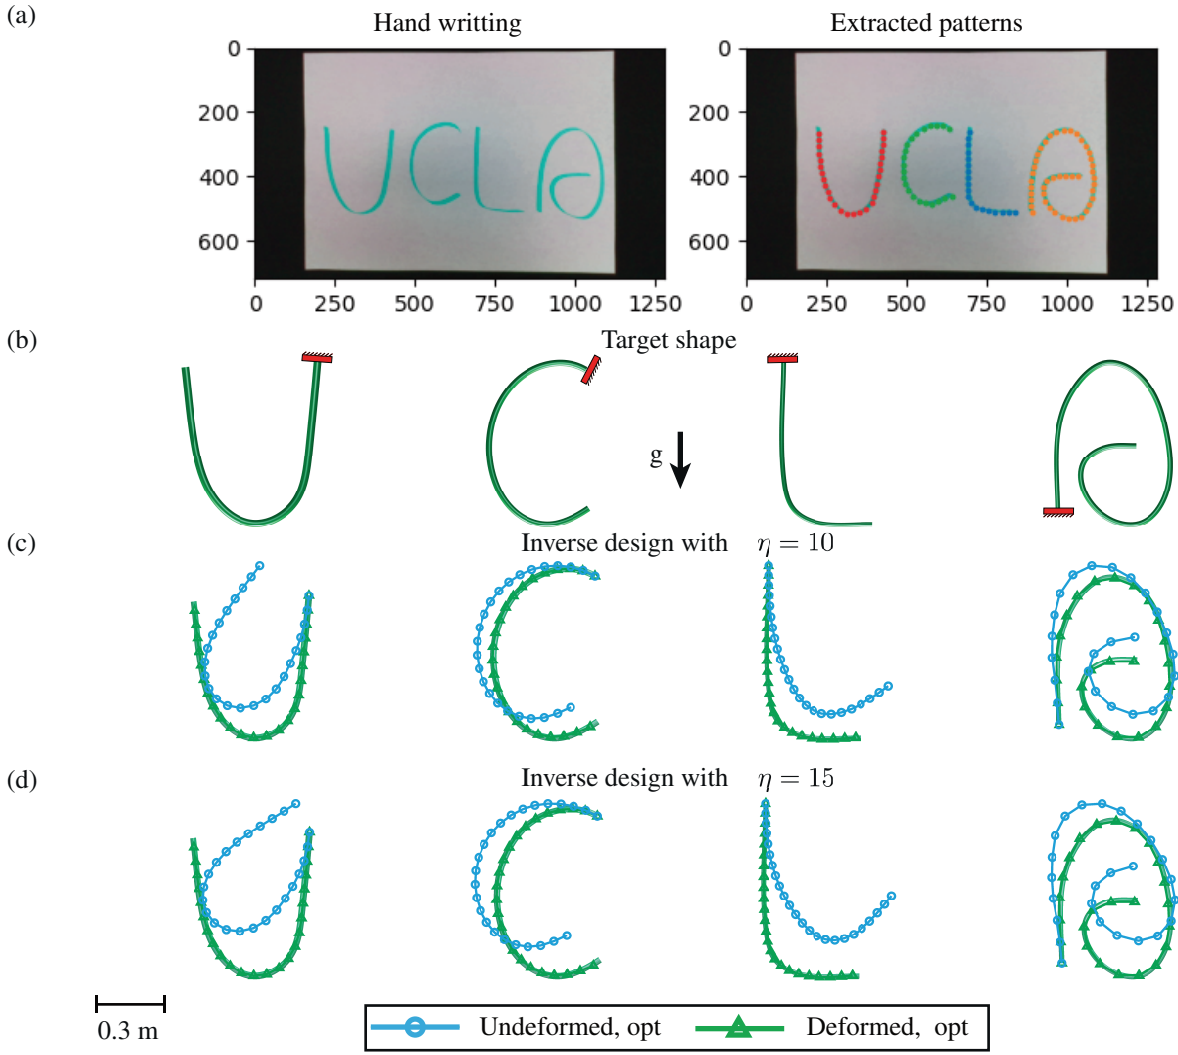 (a)
Hand writting
Extracted patterns
0
200
400
600
0 250 500 750 1000 1250
0
200
400
600
0 250 500 750 1000 1250
UCLA
UCLA
(b)
Target shape
g
(c)
Inverse design with η = 10
(d)
Inverse design with η = 15
0.3 m
Undeformed, opt
Deformed, opt